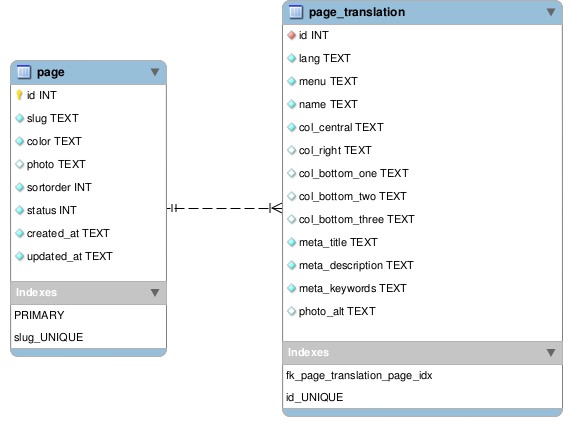 page
id INT
slug TEXT
color TEXT
photo TEXT
sortorder INT
status INT
created_at TEXT
updated_at TEXT
Indexes
PRIMARY
slug_UNIQUE
page_translation
id INT
lang TEXT
menu TEXT
name TEXT
col_central TEXT
col_right TEXT
col_bottom_one TEXT
col_bottom_two TEXT
col_bottom_three TEXT
meta_title TEXT
meta_description TEXT
meta_keywords TEXT
photo_alt TEXT
Indexes
fk_page_translation_page_idx
id_UNIQUE